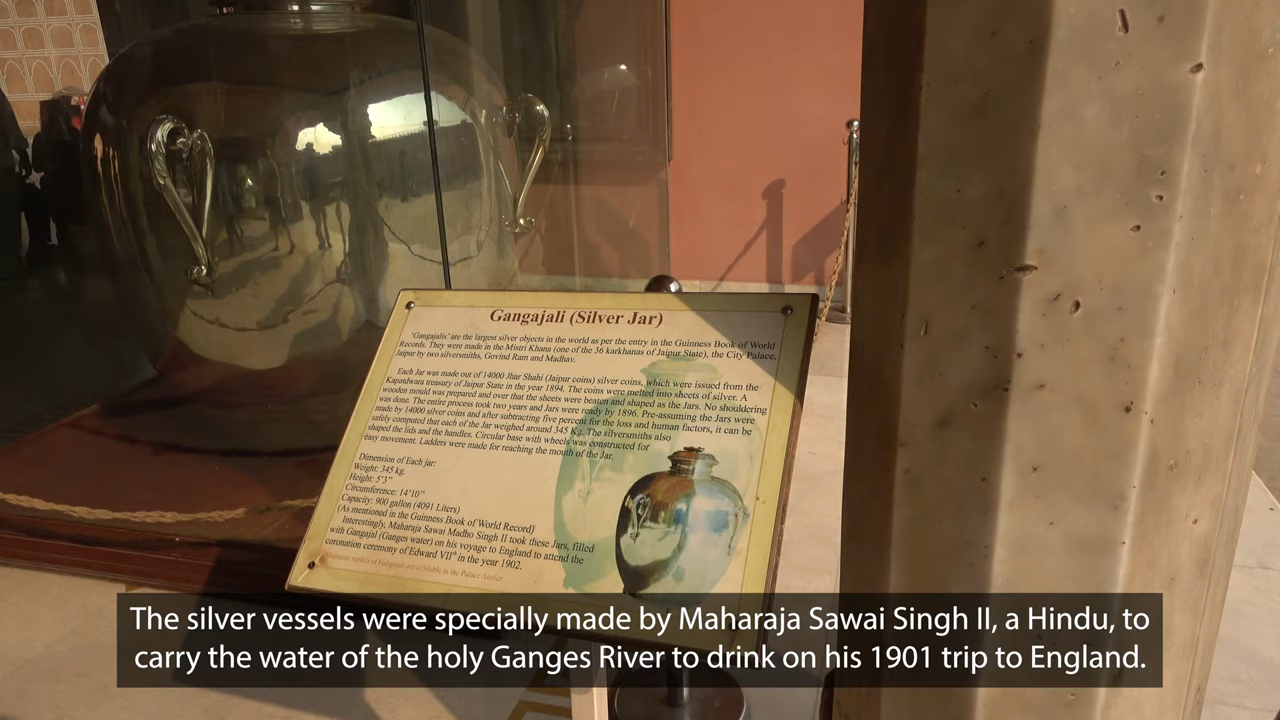 Gangajali (Silver Jar)
'Gangajalis' are the largest silver objects in the world as per the entry in the Guinness Book of World
Records. They were made in the Mistri Khana (one of the 36 karkhanas of Jaipur State), the City Palace,
Jaipur by two silversmiths, Govind Ram and Madhav.
Each Jar was made out of 14000 Jhar Shahi (Jaipur coins) silver coins, which were issued from the
Kapatdwara treasury of Jaipur State in the year 1894. The coins were melted into sheets of silver. A
wooden mould was prepared and over that the sheets were beaten and shaped as the Jars. No shouldering
was done. The entire process took two years and Jars were ready by 1896. Pre-assuming the Jars were
made by 14000 silver coins and after subtracting five percent for the loss and human factors, it can be
safely computed that each of the Jar weighed around 345 Kg. The silversmiths also
shaped the lids and the handles. Circular base with wheels was constructed for
easy movement. Ladders were made for reaching the mouth of the Jar.
Dimension of Each jar:
Weight: 345 kg.
Height: 5'3"
Circumference: 14'10"
Capacity: 900 gallon (4091 Liters)
(As mentioned in the Guinness Book of World Record)
Interestingly, Maharaja Sawai Madho Singh II took these Jars, filled
with Gangajal (Ganges water) on his voyage to England to attend the
coronation ceremony of Edward VIIth in the year 1902.
Miniature replica of Gangajali are available in the Palace Atelier
The silver vessels were specially made by Maharaja Sawai Singh II, a Hindu, to
carry the water of the holy Ganges River to drink on his 1901 trip to England.